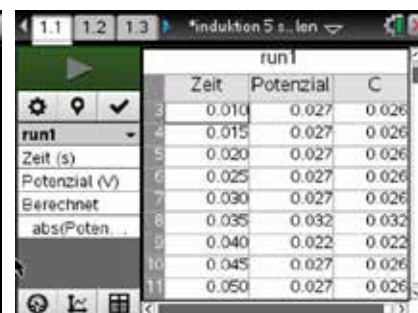 1.1 1.2 1.3 *induktion 5 s...len
run1
Zeit Potenzial C
3 0.010 0.027 0.026
4 0.015 0.027 0.026
5 0.020 0.027 0.026
6 0.025 0.027 0.026
7 0.030 0.027 0.026
8 0.035 0.032 0.032
9 0.040 0.022 0.022
10 0.045 0.027 0.026
11 0.050 0.027 0.026
run1
Zeit (s)
Potenzial (V)
Berechnet
abs(Poten...